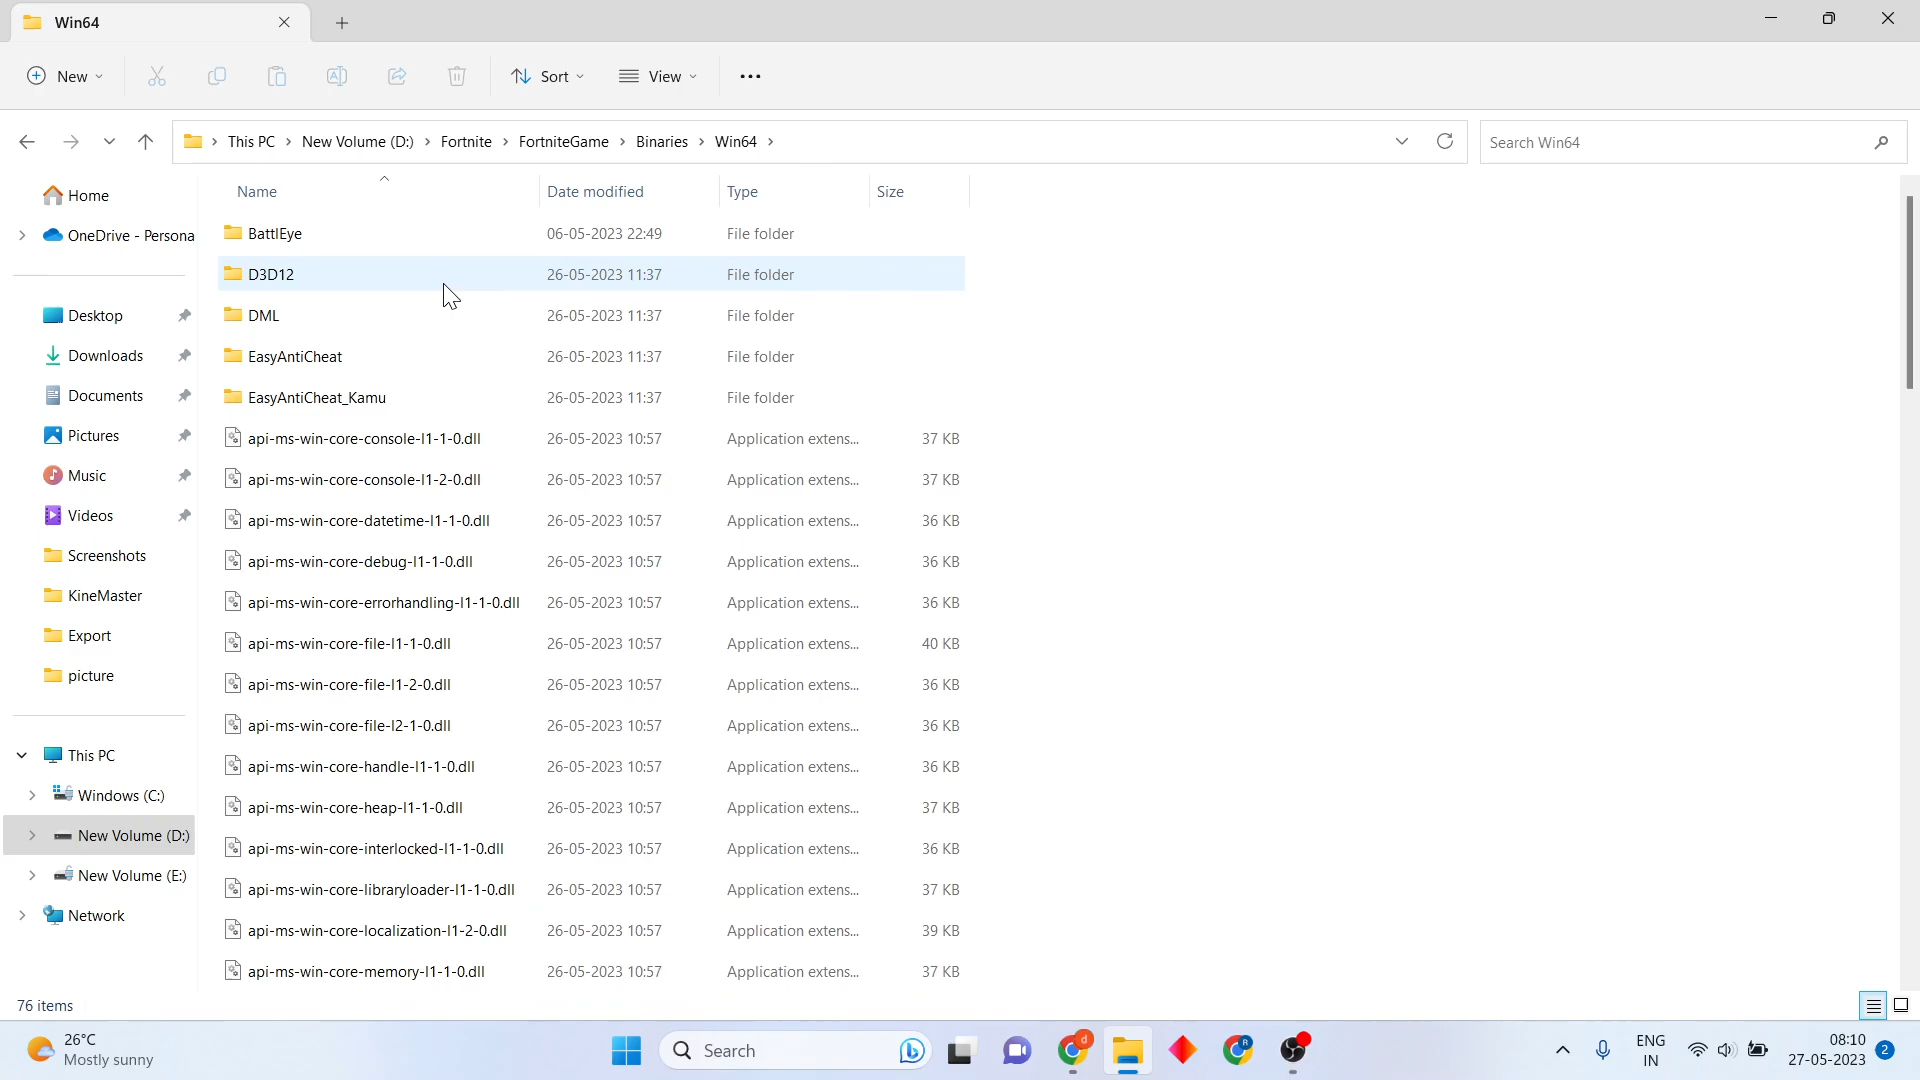 Win64
New
Sort
View
This PC
New Volume (D:)
Fortnite
FortniteGame
Binaries
Win64
Search Win64
Home
OneDrive - Persona
Desktop
Downloads
Documents
Pictures
Music
Videos
Screenshots
KineMaster
Export
picture
This PC
Windows (C:)
New Volume (D:)
New Volume (E:)
Network
Name Date modified Type Size
BattlEye 06-05-2023 22:49 File folder
D3D12 26-05-2023 11:37 File folder
DML 26-05-2023 11:37 File folder
EasyAntiCheat 26-05-2023 11:37 File folder
EasyAntiCheat_Kamu 26-05-2023 11:37 File folder
api-ms-win-core-console-l1-1-0.dll 26-05-2023 10:57 Application extens... 37 KB
api-ms-win-core-console-l1-2-0.dll 26-05-2023 10:57 Application extens... 37 KB
api-ms-win-core-datetime-l1-1-0.dll 26-05-2023 10:57 Application extens... 36 KB
api-ms-win-core-debug-l1-1-0.dll 26-05-2023 10:57 Application extens... 36 KB
api-ms-win-core-errorhandling-l1-1-0.dll 26-05-2023 10:57 Application extens... 36 KB
api-ms-win-core-file-l1-1-0.dll 26-05-2023 10:57 Application extens... 40 KB
api-ms-win-core-file-l1-2-0.dll 26-05-2023 10:57 Application extens... 36 KB
api-ms-win-core-file-l2-1-0.dll 26-05-2023 10:57 Application extens... 36 KB
api-ms-win-core-handle-l1-1-0.dll 26-05-2023 10:57 Application extens... 36 KB
api-ms-win-core-heap-l1-1-0.dll 26-05-2023 10:57 Application extens... 37 KB
api-ms-win-core-interlocked-l1-1-0.dll 26-05-2023 10:57 Application extens... 36 KB
api-ms-win-core-libraryloader-l1-1-0.dll 26-05-2023 10:57 Application extens... 37 KB
api-ms-win-core-localization-l1-2-0.dll 26-05-2023 10:57 Application extens... 39 KB
api-ms-win-core-memory-l1-1-0.dll 26-05-2023 10:57 Application extens... 37 KB
76 items
26°C
Mostly sunny
Search
d
R
ENG
IN
08:10
27-05-2023
2